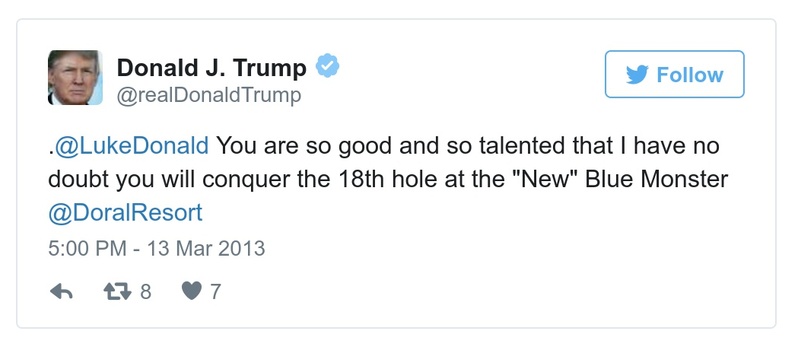 Donald J. Trump
@realDonaldTrump
Follow
.@LukeDonald You are so good and so talented that I have no
doubt you will conquer the 18th hole at the "New" Blue Monster
@DoralResort
5:00 PM - 13 Mar 2013
8 7